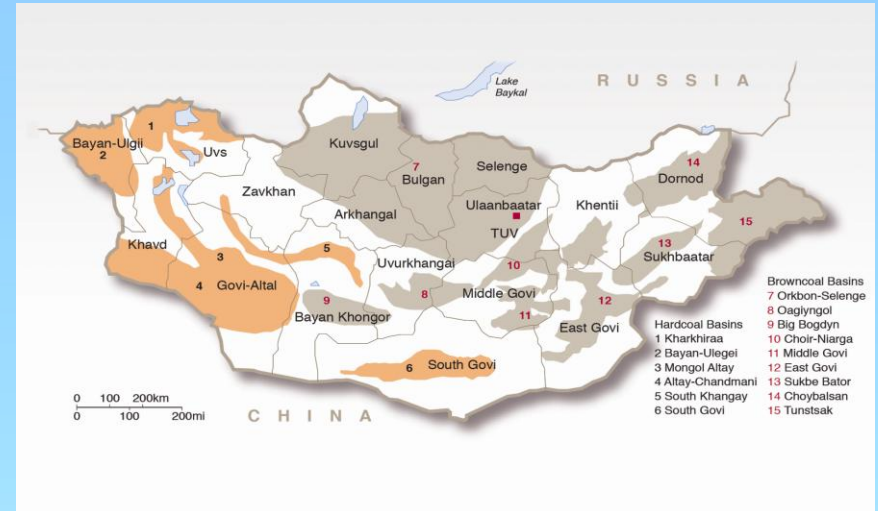 Lake
Baykal
R U S S I A
1
Bayan-Ulgii
2
Uvs
Kuvsgul
7
Bulgan
Selenge
14
Dornod
Zavkhan
Ulaanbaatar
Khentii
15
Arkhangal
TUV
Khavd
5
Uvurkhangai
13
Sukhbaatar
3
10
4 Govi-Altal
9
8
Middle Govi
12
Bayan Khongor
11
East Govi
6 South Govi
0 100 200km
0 100 200mi
C H I N A
Hardcoal Basins
1 Kharkhiraa
2 Bayan-Ulegei
3 Mongol Altay
4 Altay-Chandmani
5 South Khangay
6 South Govi
Browncoal Basins
7 Orkbon-Selenge
8 Oagiyngol
9 Big Bogdyn
10 Choir-Niarga
11 Middle Govi
12 East Govi
13 Sukbe Bator
14 Choybalsan
15 Tunstsak